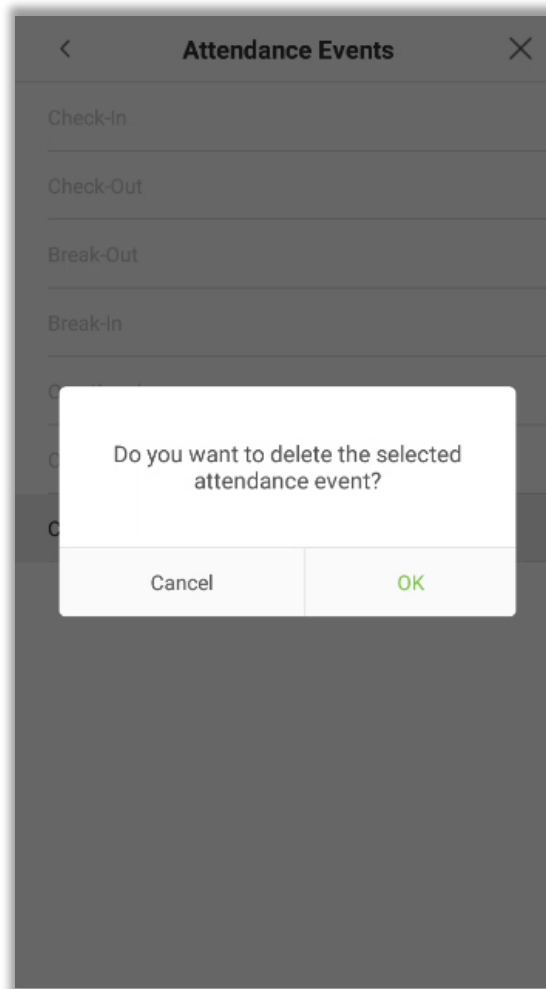 Attendance Events
Check-In
Check-Out
Break-Out
Break-In
Do you want to delete the selected
attendance event?
Cancel
OK